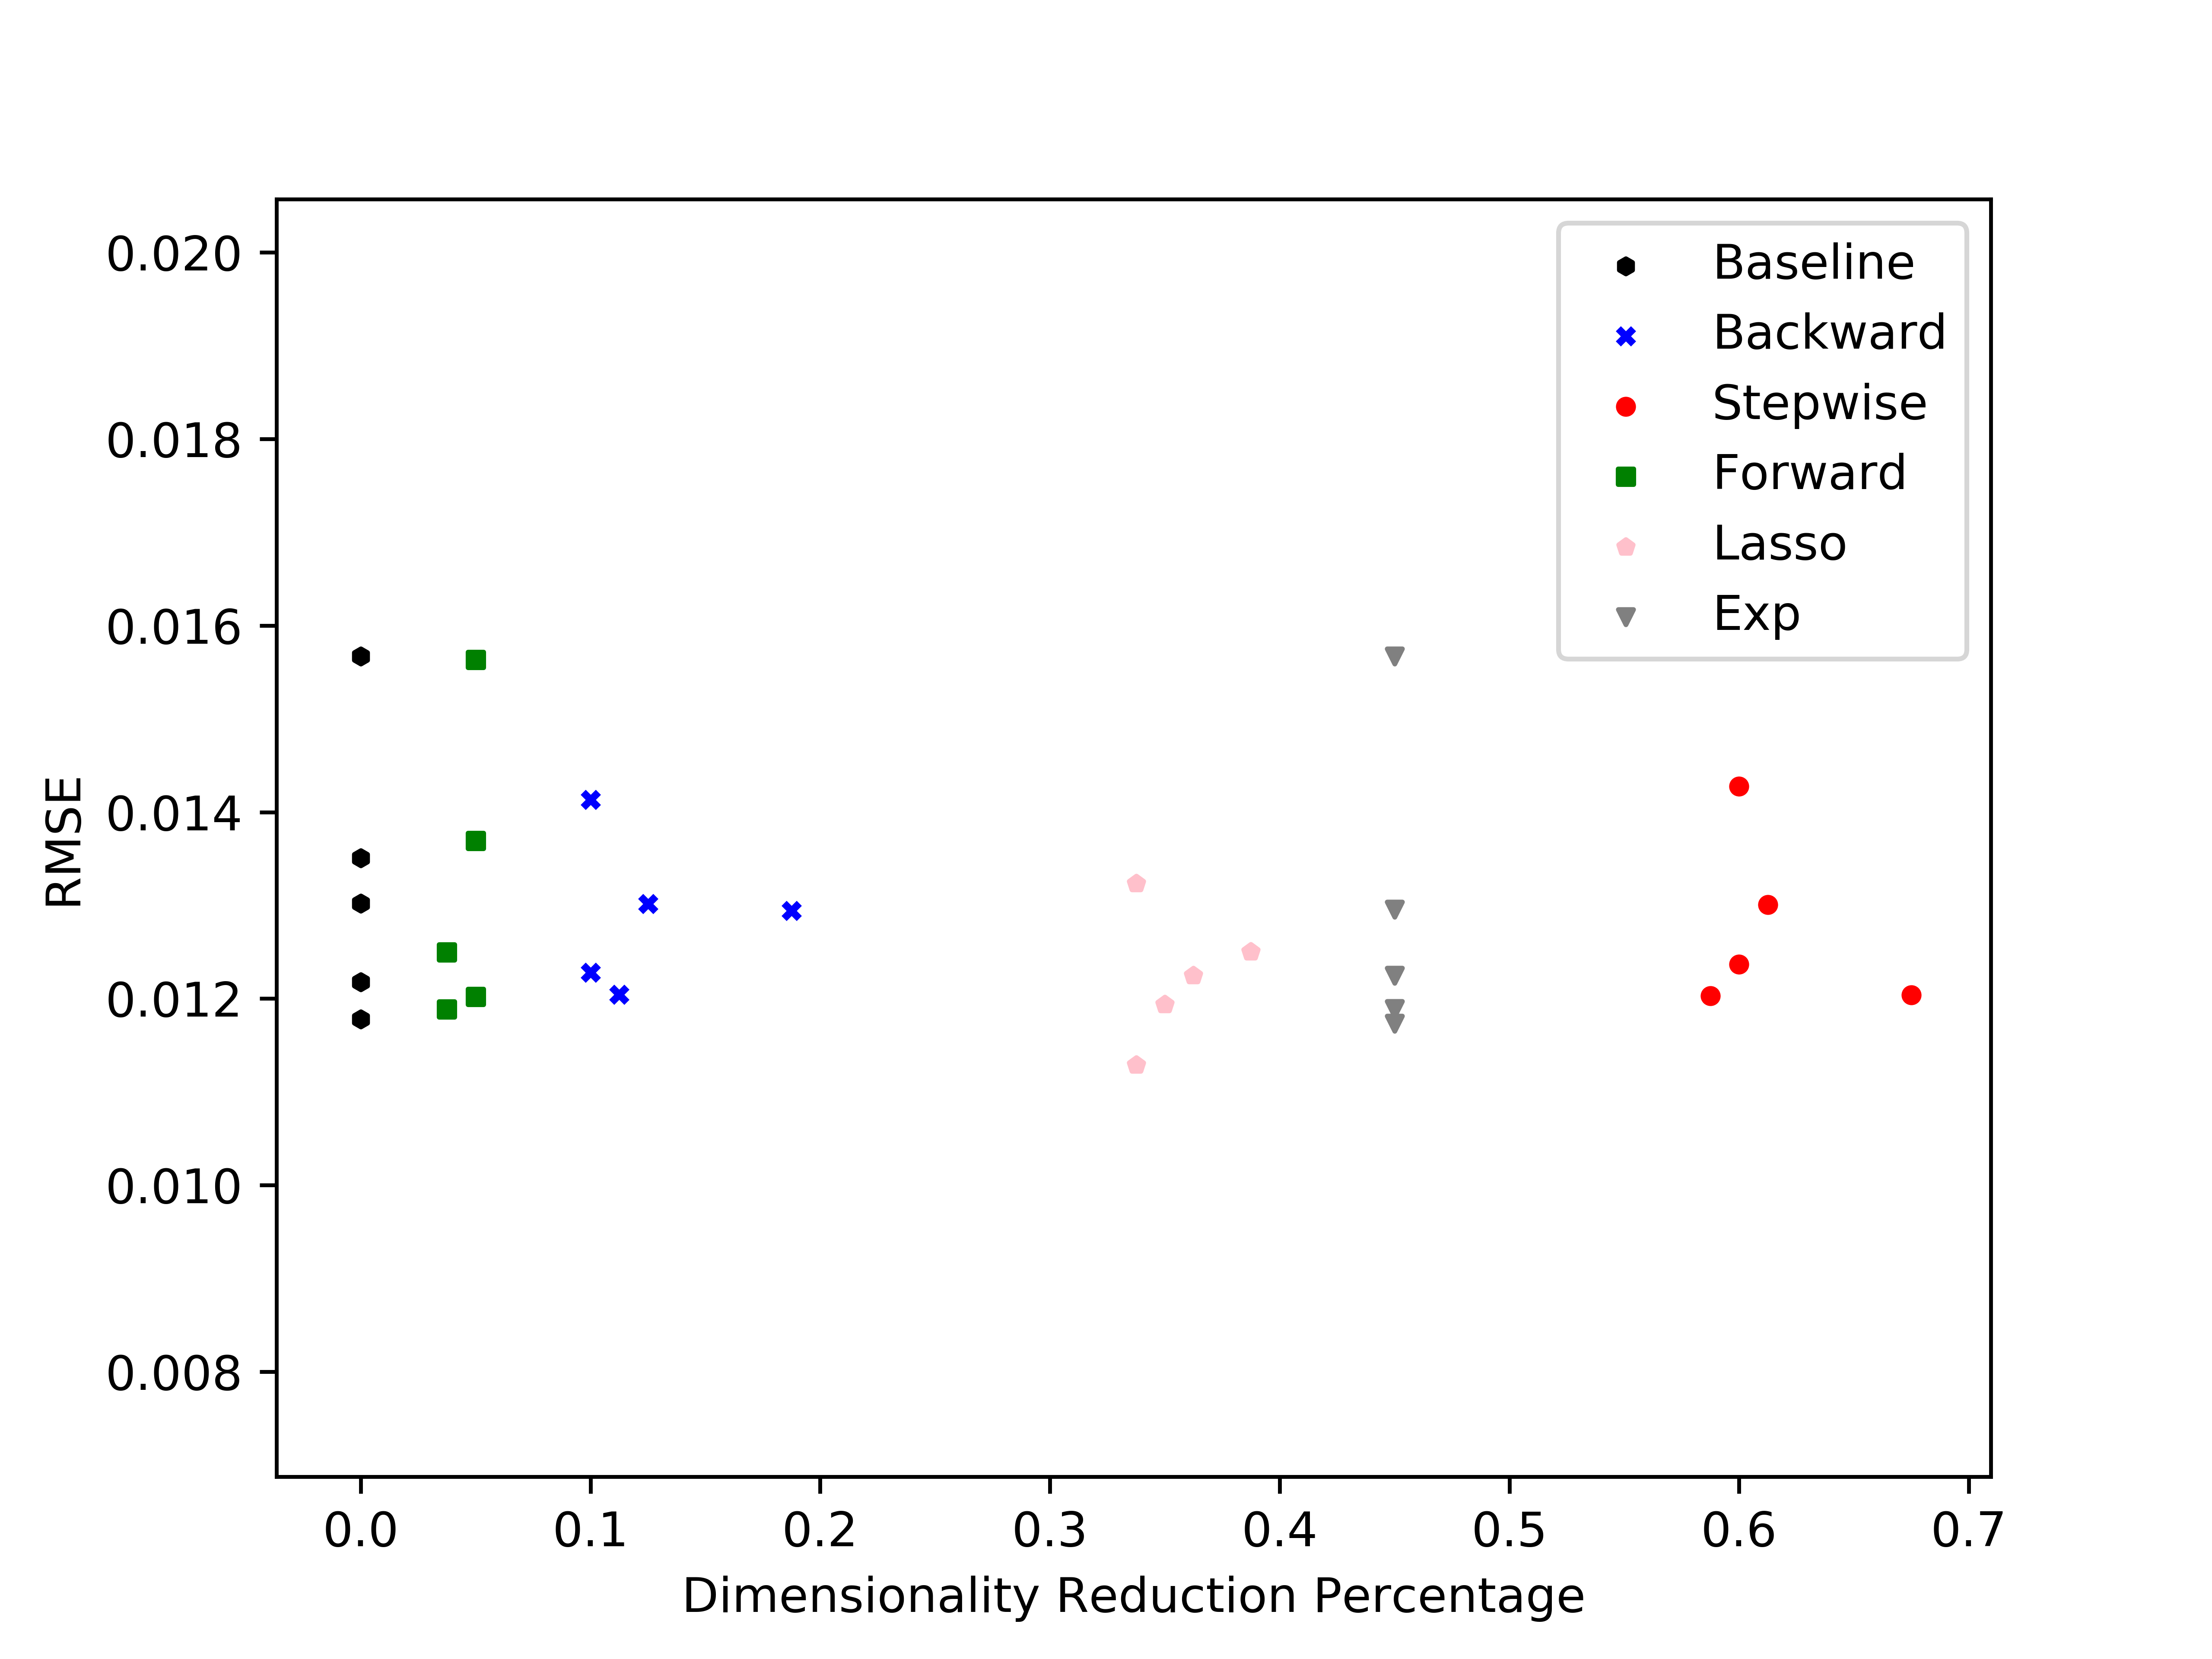 0.020
0.018
0.016
0.014
0.012
0.010
0.008
RMSE
Baseline
Backward
Stepwise
Forward
Lasso
Exp
0.0 0.1 0.2 0.3 0.4 0.5 0.6 0.7
Dimensionality Reduction Percentage